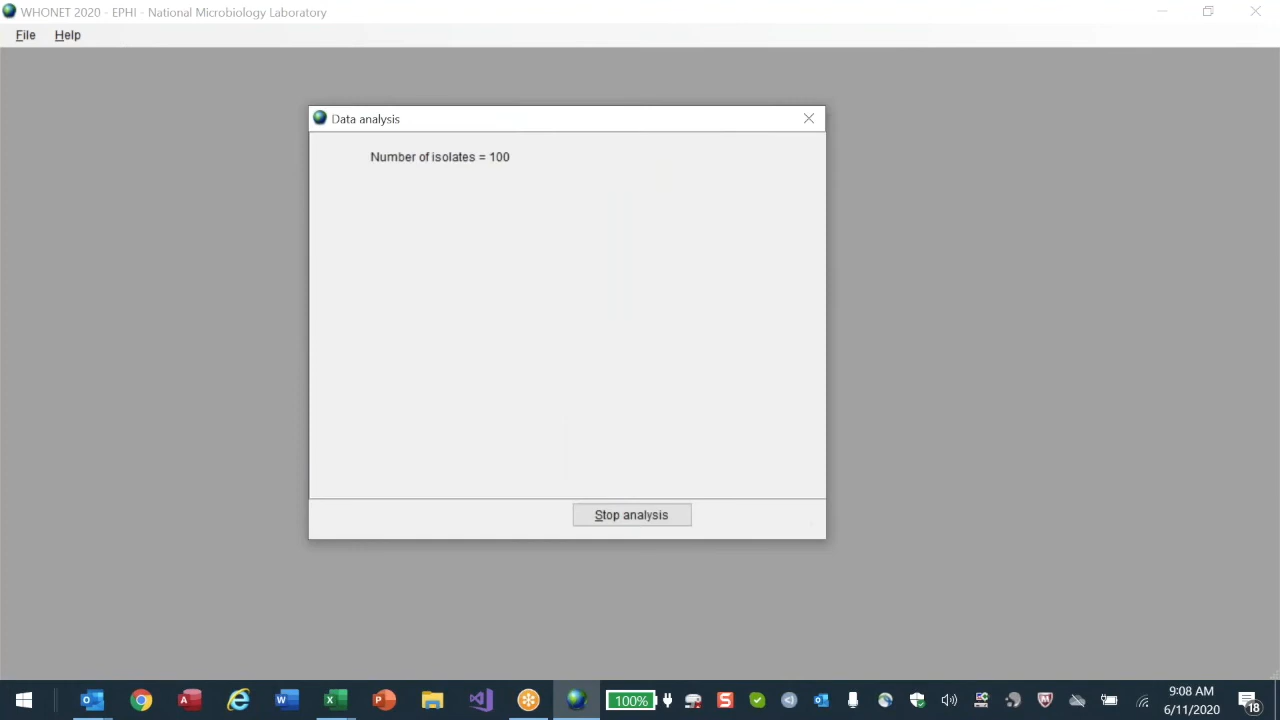 WHONET 2020 - EPHI - National Microbiology Laboratory
File Help
Data analysis
Number of isolates = 100
Stop analysis
100%
9:08 AM
6/11/2020
18